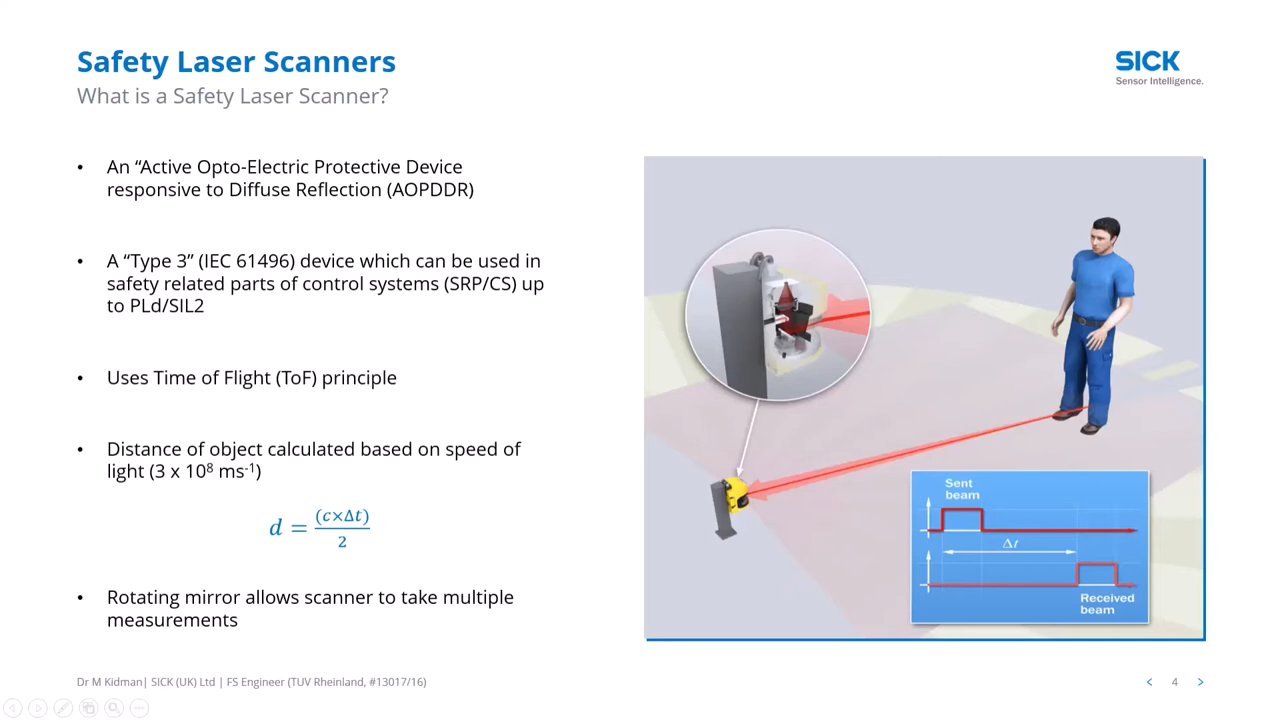 Safety Laser Scanners
What is a Safety Laser Scanner?
SICK
Sensor Intelligence.
• An “Active Opto-Electric Protective Device
responsive to Diffuse Reflection (AOPDDR)
• A “Type 3” (IEC 61496) device which can be used in
safety related parts of control systems (SRP/CS) up
to PLd/SIL2
• Uses Time of Flight (ToF) principle
• Distance of object calculated based on speed of
light (3 x 10⁸ ms⁻¹)
d = (c×Δt)/2
• Rotating mirror allows scanner to take multiple
measurements
Sent
beam
Δt
Received
beam
Dr M Kidman| SICK (UK) Ltd | FS Engineer (TUV Rheinland, #13017/16)
< 4 >